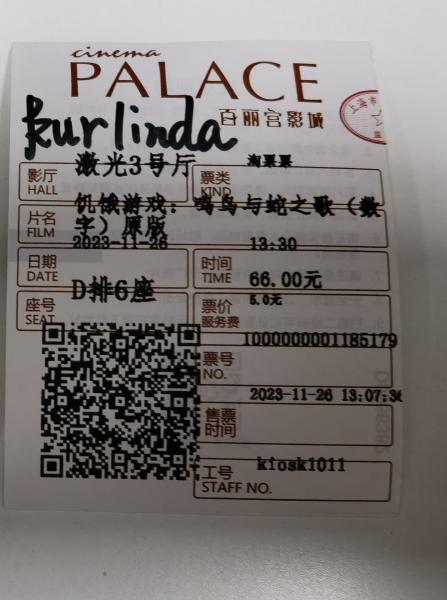 cinema
PALACE
kurlinda 百丽宫影城
上海市
影厅 HALL 激光3号厅 票类 KIND 淘票票
片名 FILM 饥饿游戏：鸣鸟与蛇之歌（数
字）原版
日期 DATE 2023-11-26 时间 TIME 13:30
座号 SEAT D排6座 票价 66.00元
服务费 5.0元
票号 NO. 1000000001185179
售票时间 2023-11-26 13:07:36
工号 STAFF NO. kiosk1011